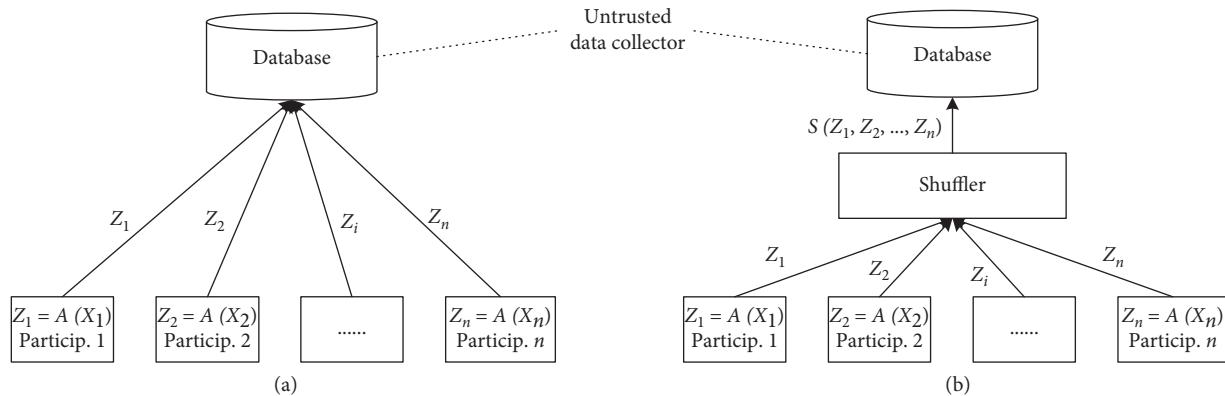 Untrusted
data collector
Database
Z1
Z2
Zi
Zn
Z1 = A (X1)
Particip. 1
Z2 = A (X2)
Particip. 2
......
Zn = A (Xn)
Particip. n
(a)
Database
S (Z1, Z2, ..., Zn)
Shuffler
Z1
Z2
Zi
Zn
Z1 = A (X1)
Particip. 1
Z2 = A (X2)
Particip. 2
......
Zn = A (Xn)
Particip. n
(b)